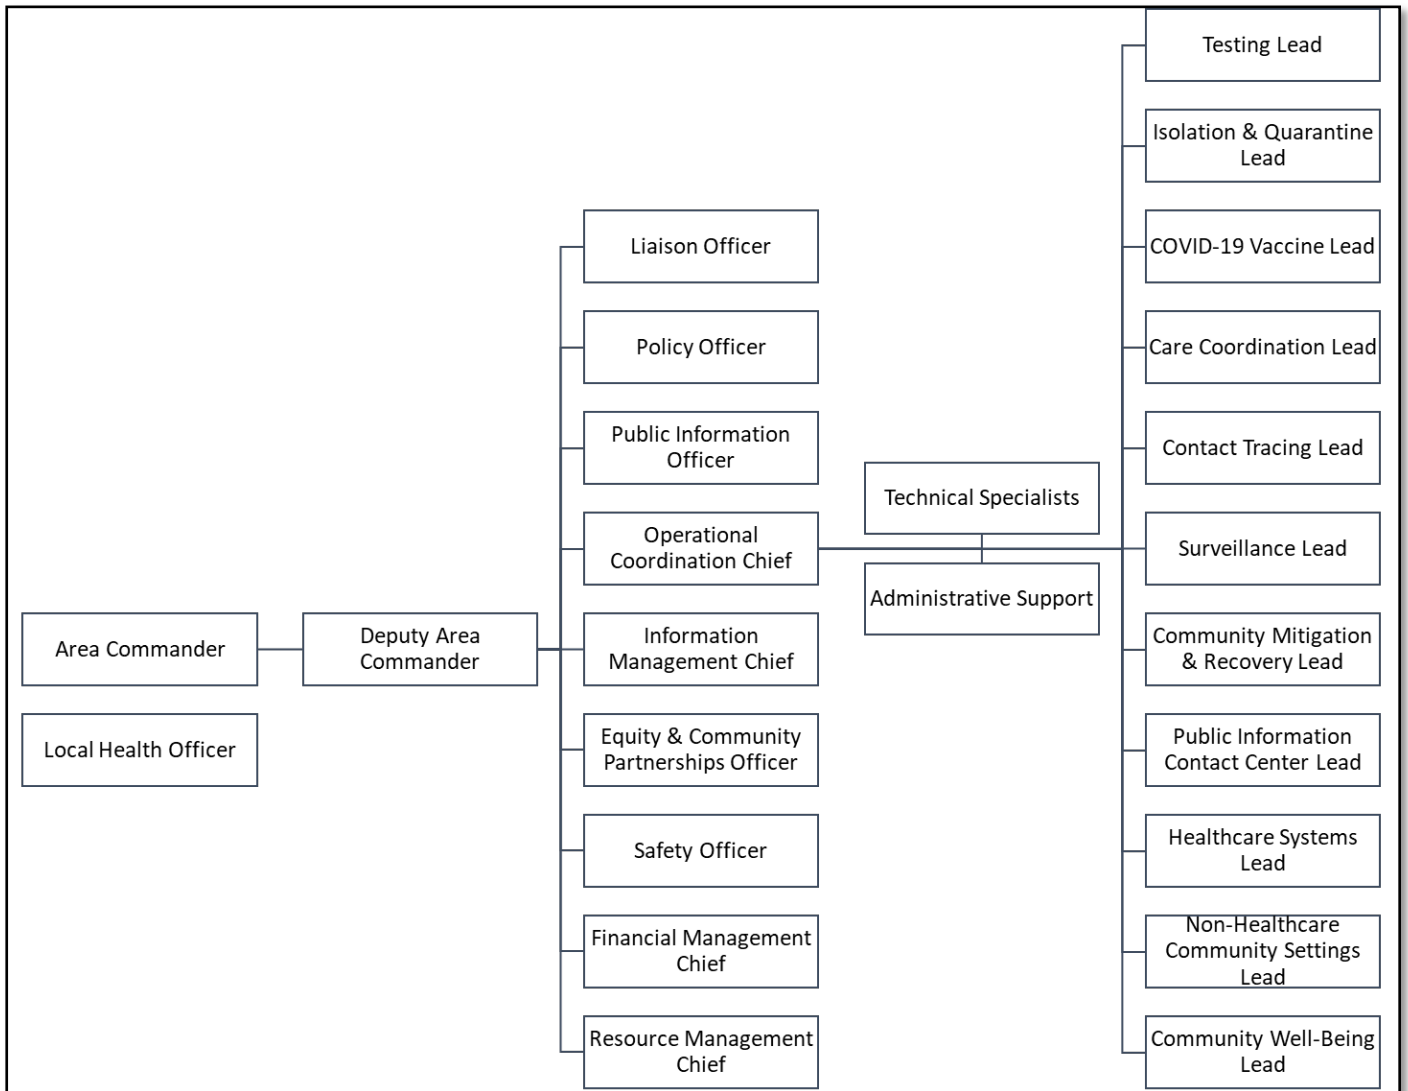 Area Commander
Local Health Officer
Deputy Area
Commander
Liaison Officer
Policy Officer
Public Information
Officer
Operational
Coordination Chief
Information
Management Chief
Equity & Community
Partnerships Officer
Safety Officer
Financial Management
Chief
Resource Management
Chief
Technical Specialists
Administrative Support
Testing Lead
Isolation & Quarantine
Lead
COVID-19 Vaccine Lead
Care Coordination Lead
Contact Tracing Lead
Surveillance Lead
Community Mitigation
& Recovery Lead
Public Information
Contact Center Lead
Healthcare Systems
Lead
Non-Healthcare
Community Settings
Lead
Community Well-Being
Lead